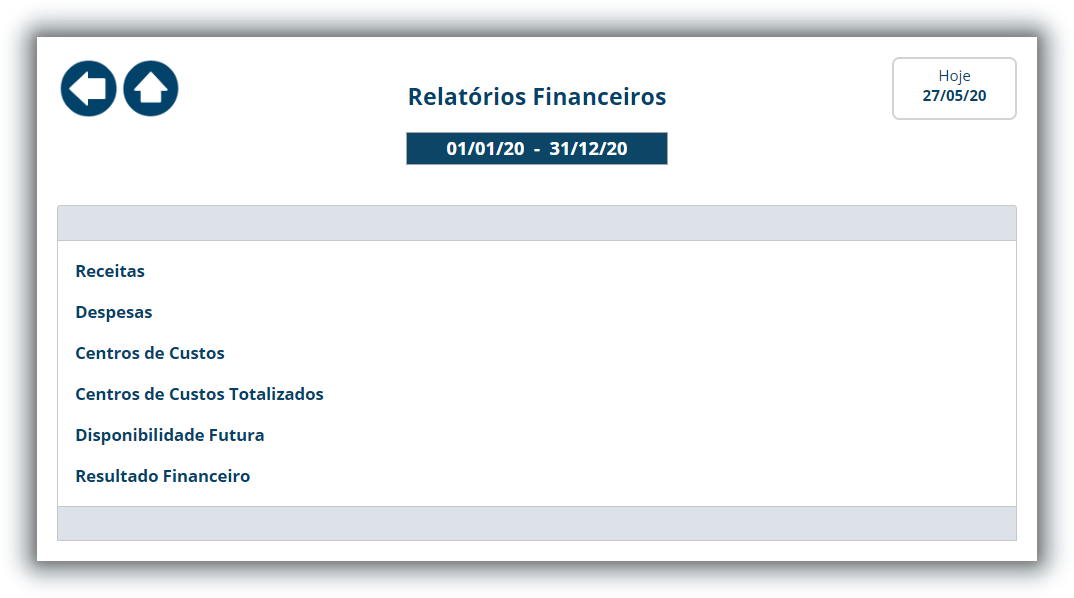 Relatórios Financeiros
Hoje
27/05/20
01/01/20 - 31/12/20
Receitas
Despesas
Centros de Custos
Centros de Custos Totalizados
Disponibilidade Futura
Resultado Financeiro